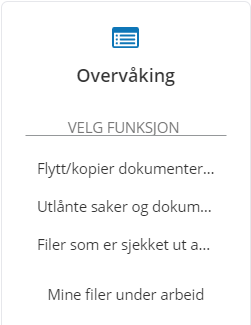 Overvåking
VELG FUNKSJON
Flytt/kopier dokumenter...
Utlånte saker og dokum...
Filer som er sjekket ut a...
Mine filer under arbeid